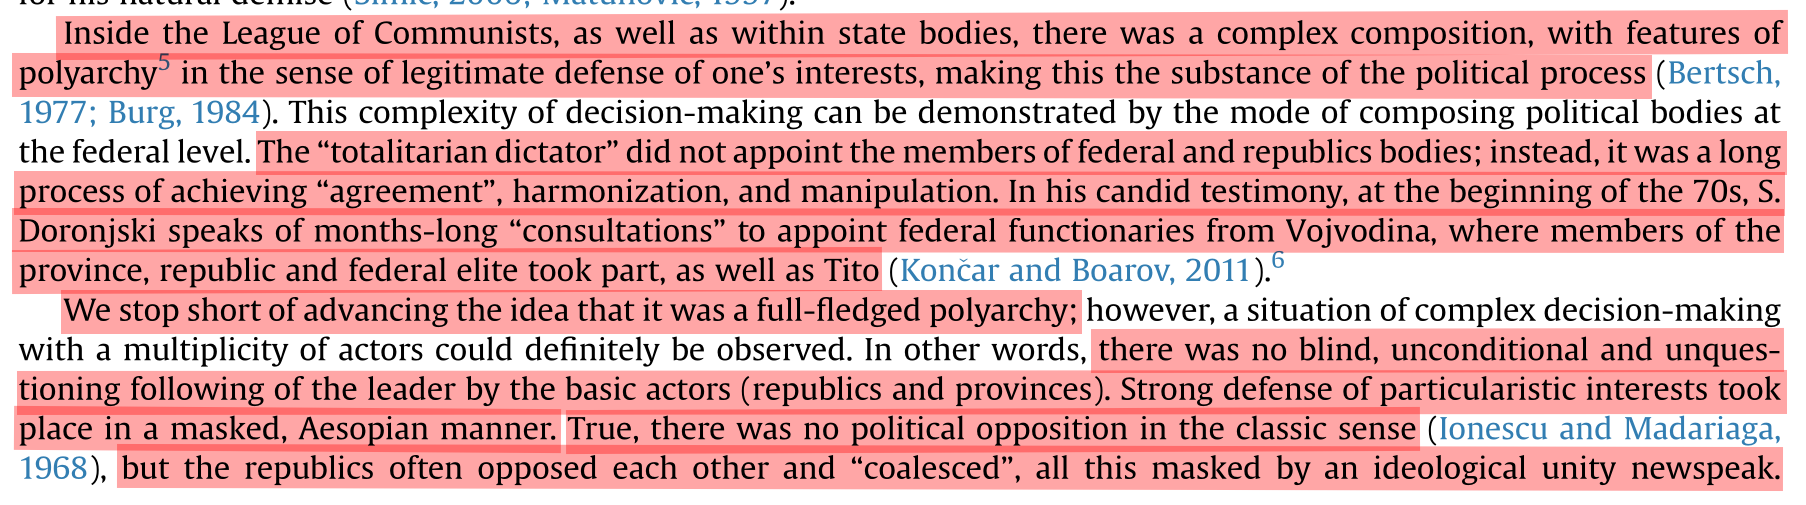 for his natural demise (Simic, 2000; Matunovic, 1997).
Inside the League of Communists, as well as within state bodies, there was a complex composition, with features of
polyarchy5 in the sense of legitimate defense of one's interests, making this the substance of the political process (Bertsch,
1977; Burg, 1984). This complexity of decision-making can be demonstrated by the mode of composing political bodies at
the federal level. The “totalitarian dictator” did not appoint the members of federal and republics bodies; instead, it was a long
process of achieving “agreement”, harmonization, and manipulation. In his candid testimony, at the beginning of the 70s, S.
Doronjski speaks of months-long “consultations” to appoint federal functionaries from Vojvodina, where members of the
province, republic and federal elite took part, as well as Tito (Končar and Boarov, 2011).6
We stop short of advancing the idea that it was a full-fledged polyarchy; however, a situation of complex decision-making
with a multiplicity of actors could definitely be observed. In other words, there was no blind, unconditional and unques-
tioning following of the leader by the basic actors (republics and provinces). Strong defense of particularistic interests took
place in a masked, Aesopian manner. True, there was no political opposition in the classic sense (Ionescu and Madariaga,
1968), but the republics often opposed each other and “coalesced”, all this masked by an ideological unity newspeak.